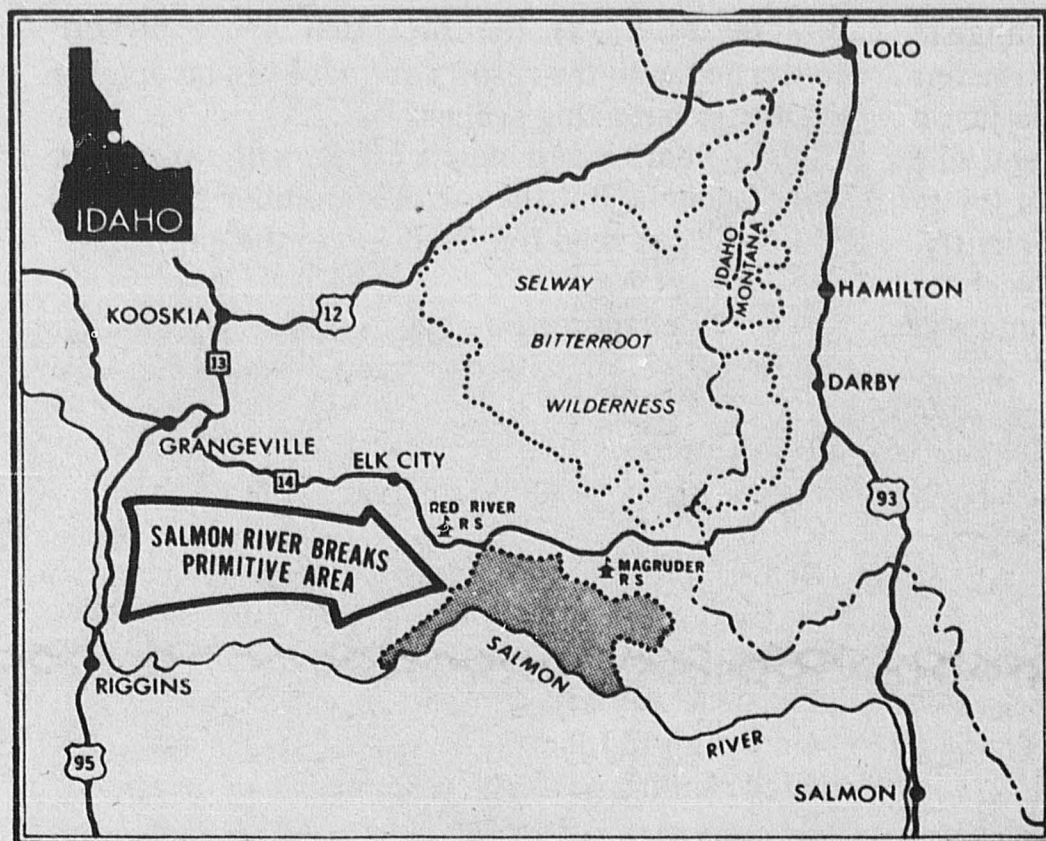 LOLO
IDAHO
IDAHO
MONTANA
SELWAY
HAMILTON
KOOSKIA
12
BITTERROOT
13
DARBY
WILDERNESS
GRANGEVILLE
ELK CITY
14
93
RED RIVER
R S
SALMON RIVER BREAKS
PRIMITIVE AREA
MAGRUDER
R S
SALMON
RIVER
RIGGINS
95
SALMON